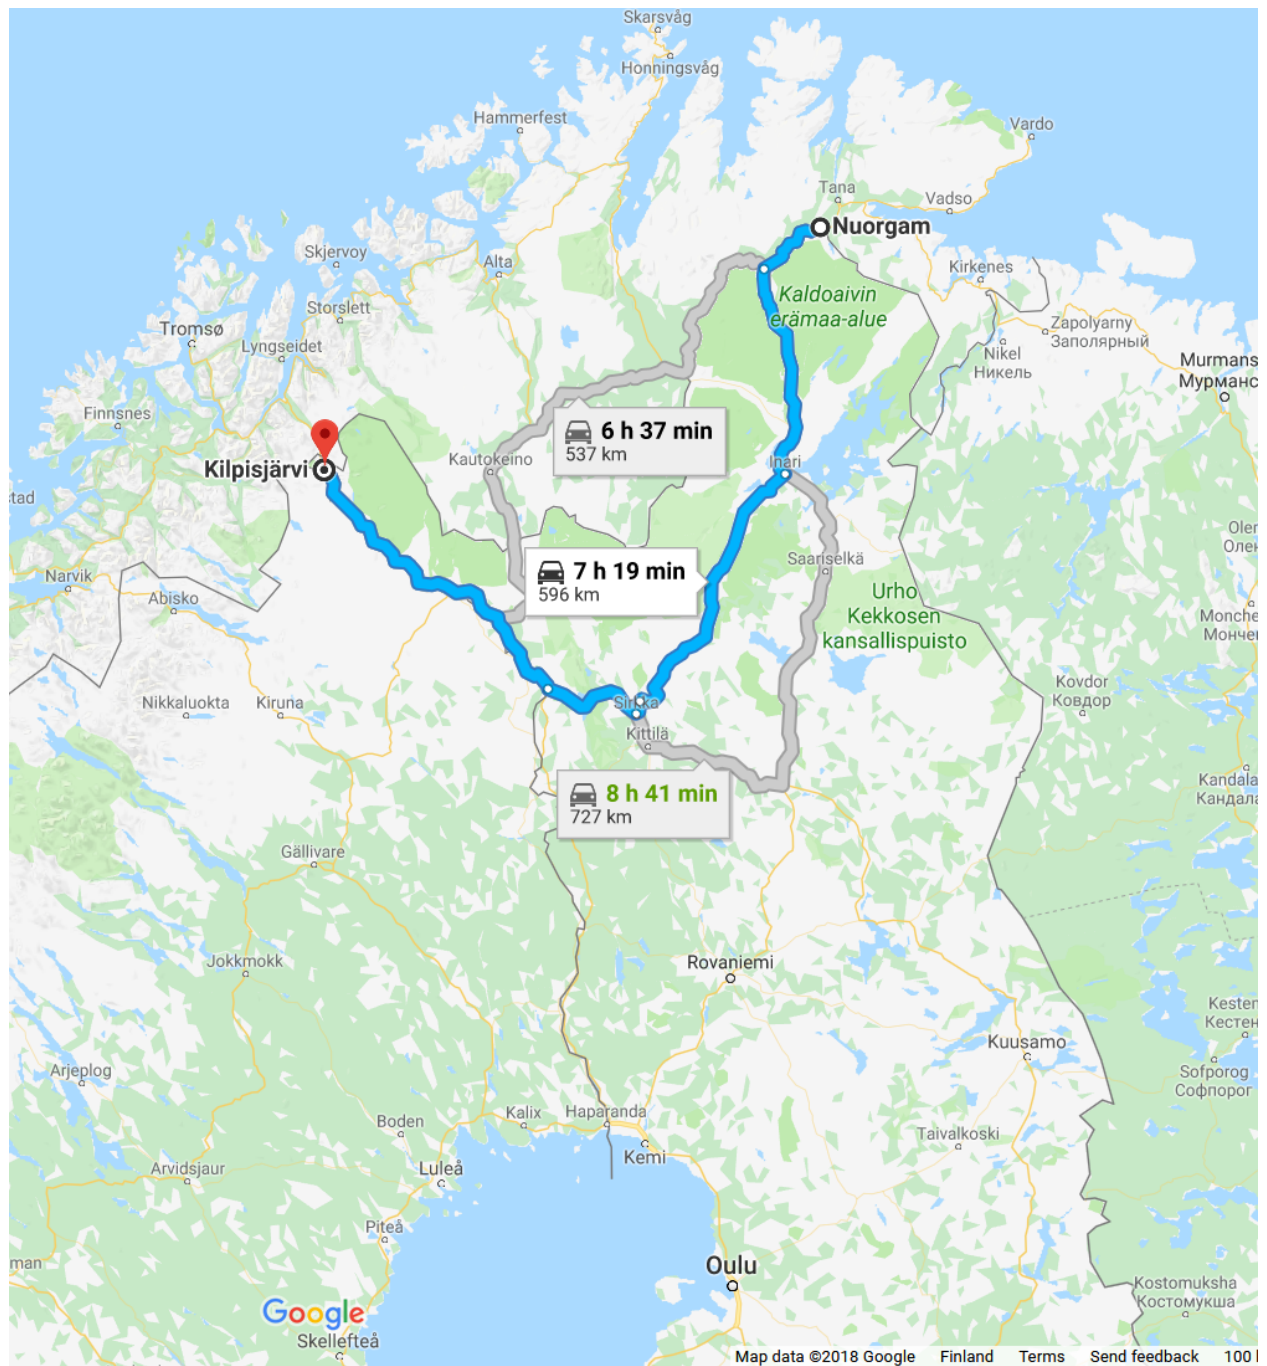 Skarsvåg
Honningsvåg
Hammerfest
Vardo
Tana
Vadso
Nuorgam
Skjervoy
Alta
Kirkenes
Storslett
Kaldoaivin
erämaa-alue
Zapolyarny
Заполярный
Tromsø
Lyngseidet
Nikel
Никель
Murmans
Мурманс
Finnsnes
6 h 37 min
537 km
Kautokeino
Inari
Kilpisjärvi
stad
Oler
Олен
Saariselkä
7 h 19 min
596 km
Narvik
Abisko
Urho
Kekkosen
kansallispuisto
Monche
Мончег
Kovdor
Ковдор
Nikkaluokta
Kiruna
Sirkka
Kittilä
8 h 41 min
727 km
Kandala
Кандала
Gällivare
Jokkmokk
Rovaniemi
Kesten
Кестен
Kuusamo
Arjeplog
Sofporog
Софпорог
Boden
Kalix
Haparanda
Taivalkoski
Kemi
Arvidsjaur
Luleå
Piteå
man
Oulu
Kostomuksha
Костомукша
Google
Skellefteå
Map data ©2018 Google Finland Terms Send feedback 100